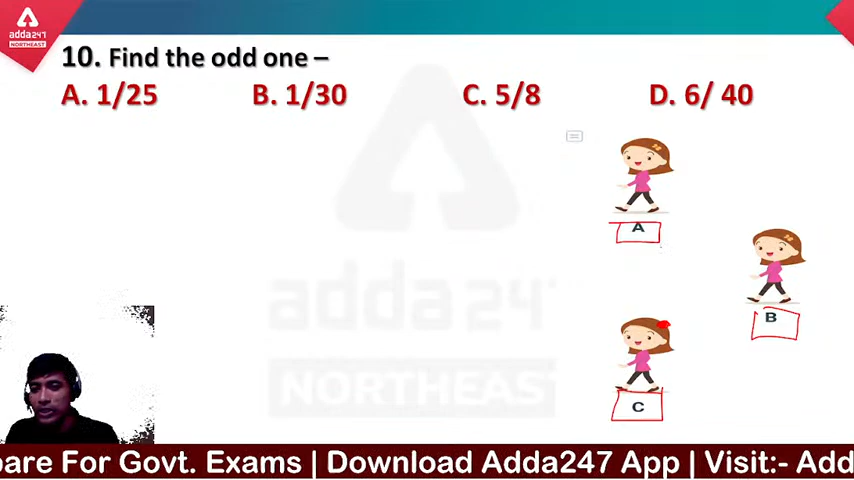 adda247
NORTHEAST
10. Find the odd one –
A. 1/25 B. 1/30 C. 5/8 D. 6/ 40
A
B
C
adda247
NORTHEAST
pare For Govt. Exams | Download Adda247 App | Visit:- Add